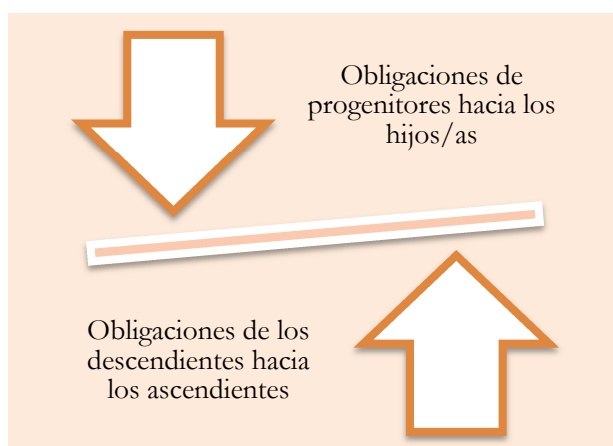 Obligaciones de
progenitores hacia los
hijos/as
Obligaciones de los
descendientes hacia
los ascendientes